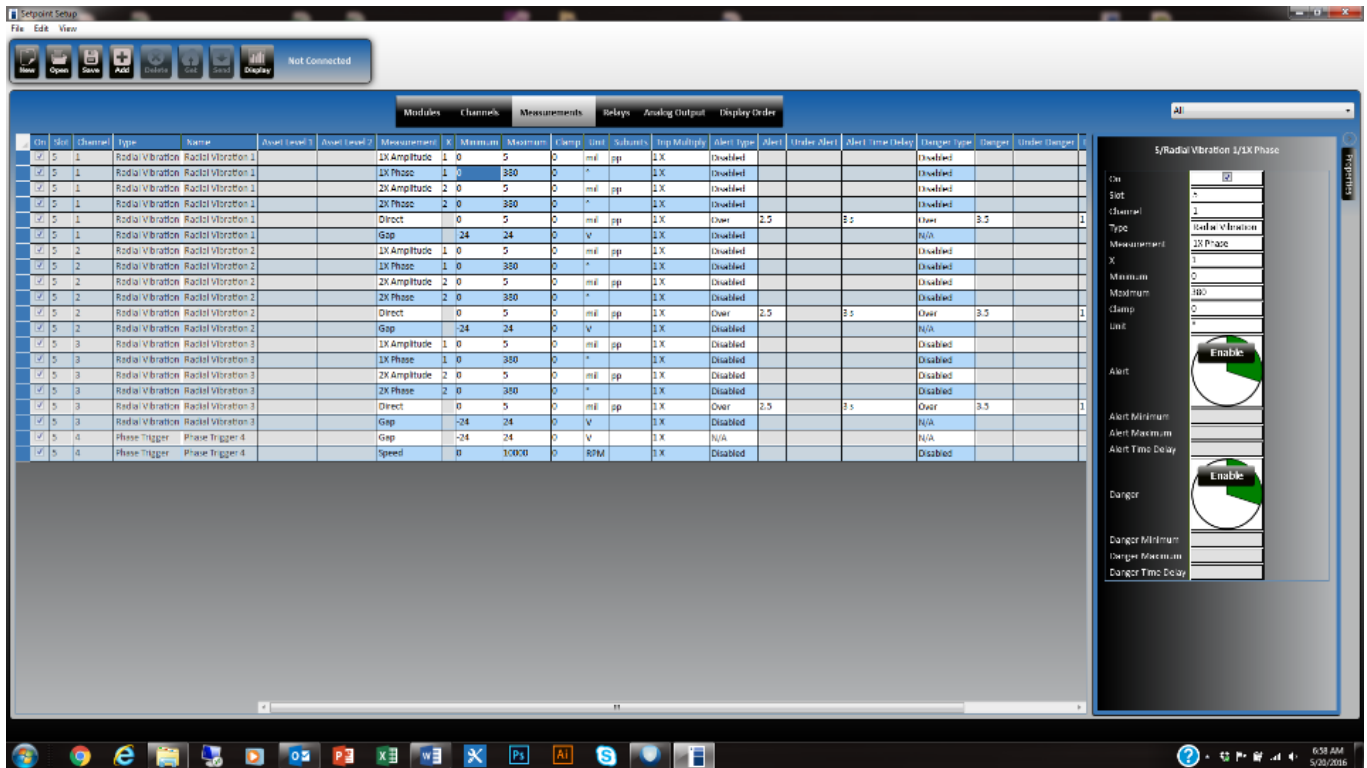 Setpoint Setup
File Edit View
New Open Save Add Delete Get Send Display Not Connected
Modules Channels Measurements Relays Analog Output Display Order
All
On Slot Channel Type Name Asset Level 1 Asset Level 2 Measurement X Minimum Maximum Clamp Unit Subunits Trip Multiply Alert Type Alert Under Alert Alert Time Delay Danger Type Danger Under Danger
5 1 Radial Vibration Radial Vibration 1 1X Amplitude 1 0 5 0 mil pp 1 X Disabled Disabled
5 1 Radial Vibration Radial Vibration 1 1X Phase 1 0 380 0 ° 1 X Disabled Disabled
5 1 Radial Vibration Radial Vibration 1 2X Amplitude 2 0 5 0 mil pp 1 X Disabled Disabled
5 1 Radial Vibration Radial Vibration 1 2X Phase 2 0 380 0 ° 1 X Disabled Disabled
5 1 Radial Vibration Radial Vibration 1 Direct 0 5 0 mil pp 1 X Over 2.5 3 s Over 3.5 1
5 1 Radial Vibration Radial Vibration 1 Gap -24 24 0 V 1 X Disabled N/A
5 2 Radial Vibration Radial Vibration 2 1X Amplitude 1 0 5 0 mil pp 1 X Disabled Disabled
5 2 Radial Vibration Radial Vibration 2 1X Phase 1 0 380 0 ° 1 X Disabled Disabled
5 2 Radial Vibration Radial Vibration 2 2X Amplitude 2 0 5 0 mil pp 1 X Disabled Disabled
5 2 Radial Vibration Radial Vibration 2 2X Phase 2 0 380 0 ° 1 X Disabled Disabled
5 2 Radial Vibration Radial Vibration 2 Direct 0 5 0 mil pp 1 X Over 2.5 3 s Over 3.5 1
5 2 Radial Vibration Radial Vibration 2 Gap -24 24 0 V 1 X Disabled N/A
5 3 Radial Vibration Radial Vibration 3 1X Amplitude 1 0 5 0 mil pp 1 X Disabled Disabled
5 3 Radial Vibration Radial Vibration 3 1X Phase 1 0 380 0 ° 1 X Disabled Disabled
5 3 Radial Vibration Radial Vibration 3 2X Amplitude 2 0 5 0 mil pp 1 X Disabled Disabled
5 3 Radial Vibration Radial Vibration 3 2X Phase 2 0 380 0 ° 1 X Disabled Disabled
5 3 Radial Vibration Radial Vibration 3 Direct 0 5 0 mil pp 1 X Over 2.5 3 s Over 3.5 1
5 3 Radial Vibration Radial Vibration 3 Gap -24 24 0 V 1 X Disabled N/A
5 4 Phase Trigger Phase Trigger 4 Gap -24 24 0 V 1 X N/A N/A
5 4 Phase Trigger Phase Trigger 4 Speed 0 10000 0 RPM 1 X Disabled Disabled
5/Radial Vibration 1/1X Phase
Properties
On
Slot 5
Channel 1
Type Radial Vibration
Measurement 1X Phase
X 1
Minimum 0
Maximum 380
Clamp 0
Unit °
Alert Enable
Alert Minimum
Alert Maximum
Alert Time Delay
Danger Enable
Danger Minimum
Danger Maximum
Danger Time Delay
Ps Ai
6:58 AM
5/20/2016